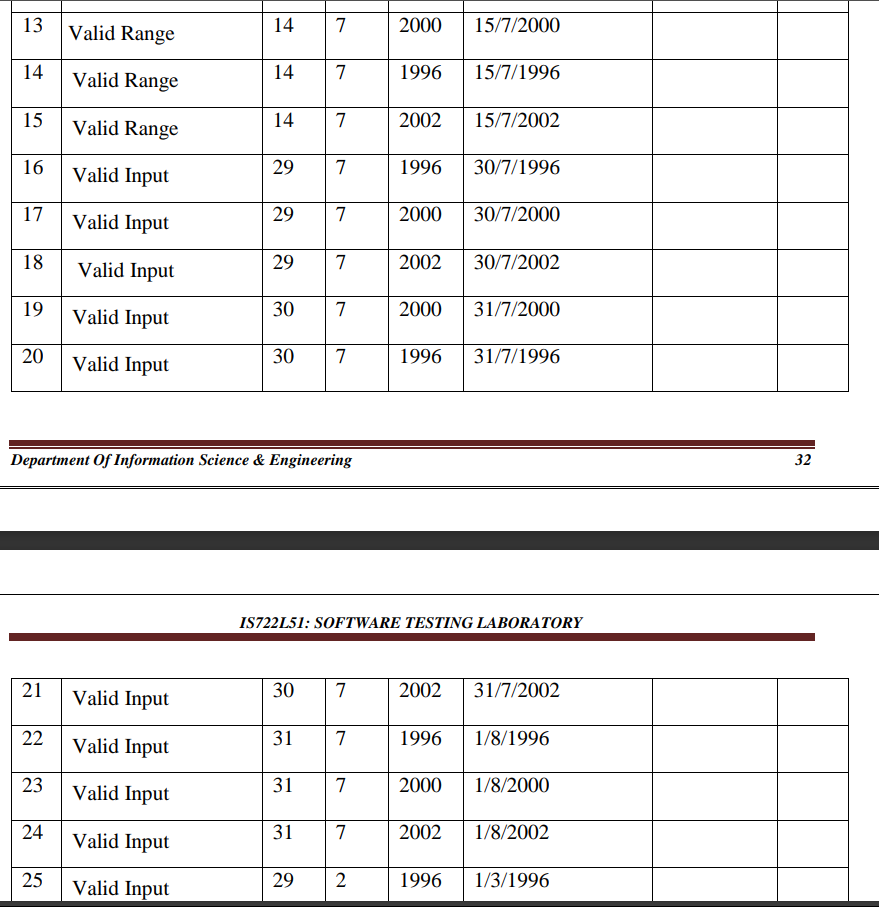 13 Valid Range 14 7 2000 15/7/2000
14 Valid Range 14 7 1996 15/7/1996
15 Valid Range 14 7 2002 15/7/2002
16 Valid Input 29 7 1996 30/7/1996
17 Valid Input 29 7 2000 30/7/2000
18 Valid Input 29 7 2002 30/7/2002
19 Valid Input 30 7 2000 31/7/2000
20 Valid Input 30 7 1996 31/7/1996
Department Of Information Science & Engineering 32
IS722L51: SOFTWARE TESTING LABORATORY
21 Valid Input 30 7 2002 31/7/2002
22 Valid Input 31 7 1996 1/8/1996
23 Valid Input 31 7 2000 1/8/2000
24 Valid Input 31 7 2002 1/8/2002
25 Valid Input 29 2 1996 1/3/1996